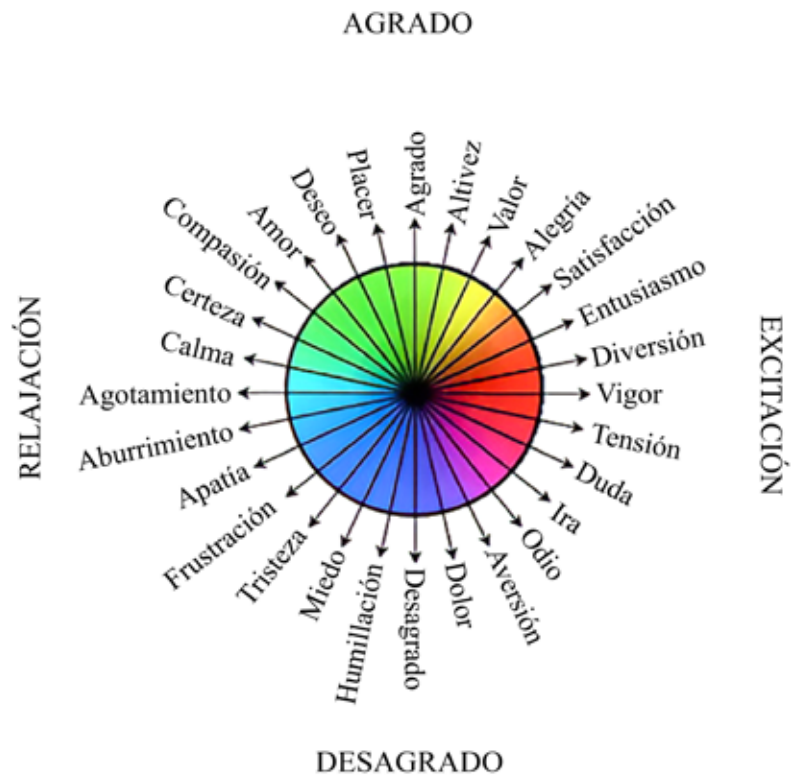 AGRADO
Agrado
Altivez
Valor
Alegría
Satisfacción
Entusiasmo
Diversión
Vigor
Tensión
Duda
Ira
Odio
Aversión
Dolor
Desagrado
Humillación
Miedo
Tristeza
Frustración
Apatía
Aburrimiento
Agotamiento
Calma
Certeza
Compasión
Amor
Deseo
Placer
RELAJACIÓN
EXCITACIÓN
DESAGRADO